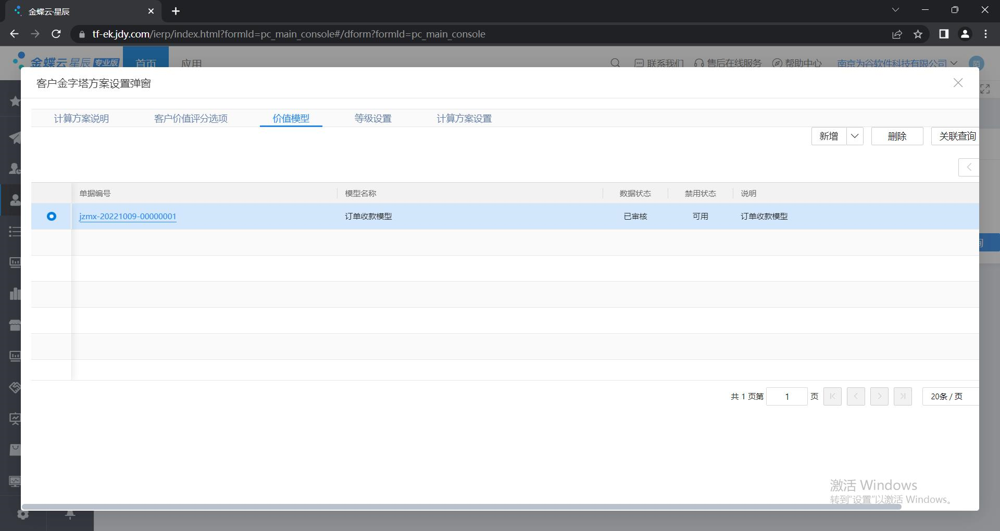 金蝶云·星辰
tf-ek.jdy.com/ierp/index.html?formId=pc_main_console#/dform?formId=pc_main_console
金蝶云 星辰 专业版 首页 应用 联系我们 售后在线服务 帮助中心 南京为谷软件科技有限公司 陌
客户金字塔方案设置弹窗
计算方案说明 客户价值评分选项 价值模型 等级设置 计算方案设置
新增 删除 关联查询
单据编号 模型名称 数据状态 禁用状态 说明
jzmx-20221009-00000001 订单收款模型 已审核 可用 订单收款模型
共 1 页第 1 页 20条 / 页
激活 Windows
转到"设置"以激活 Windows。